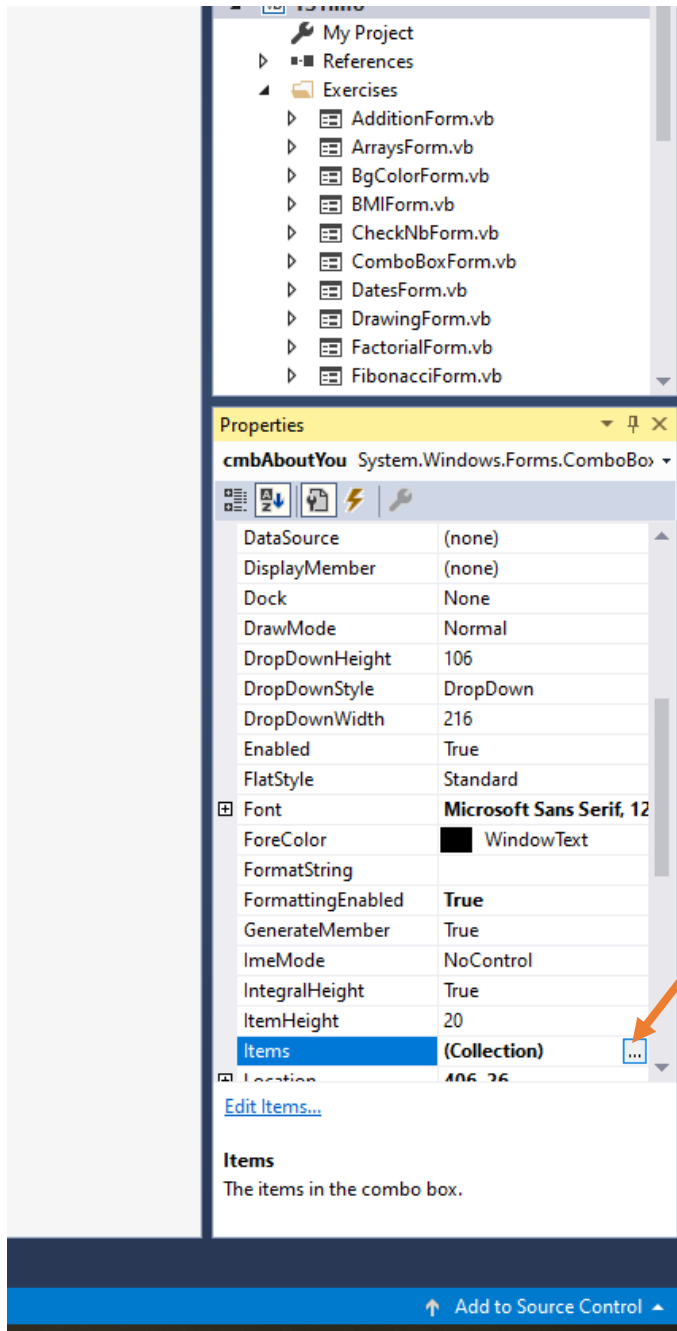 My Project
References
Exercises
AdditionForm.vb
ArraysForm.vb
BgColorForm.vb
BMIForm.vb
CheckNbForm.vb
ComboBoxForm.vb
DatesForm.vb
DrawingForm.vb
FactorialForm.vb
FibonacciForm.vb
Properties
cmbAboutYou System.Windows.Forms.ComboBox
DataSource (none)
DisplayMember (none)
Dock None
DrawMode Normal
DropDownHeight 106
DropDownStyle DropDown
DropDownWidth 216
Enabled True
FlatStyle Standard
Font Microsoft Sans Serif, 12
ForeColor WindowText
FormatString
FormattingEnabled True
GenerateMember True
ImeMode NoControl
IntegralHeight True
ItemHeight 20
Items (Collection) ...
Location 406, 26
Edit Items...
Items
The items in the combo box.
Add to Source Control